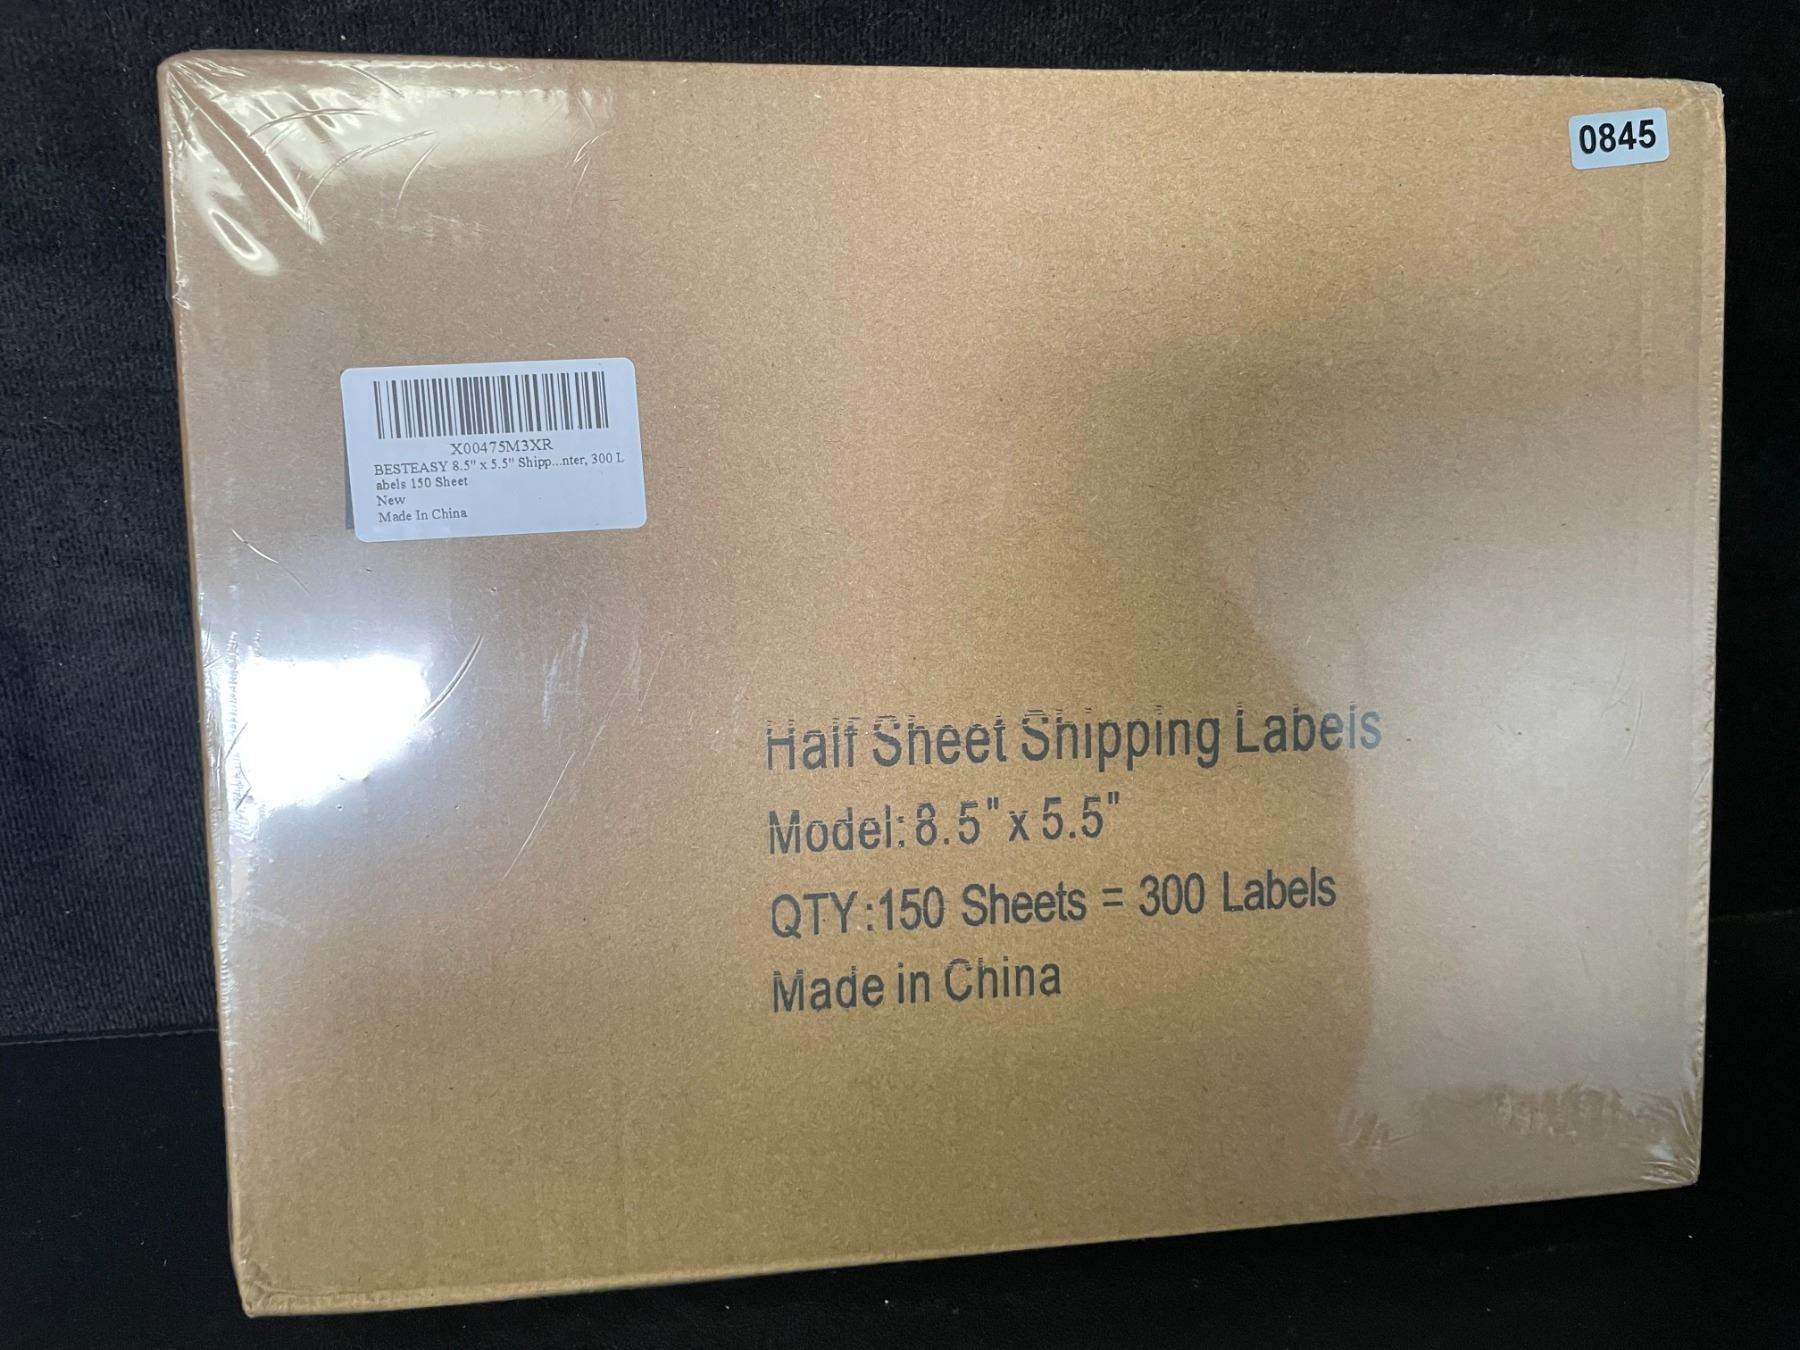 0845
X00475M3XR
BESTEASY 8.5" x 5.5" Shipp...nter, 300 L
abels 150 Sheet
New
Made In China
Half Sheet Shipping Labels
Model: 8.5" x 5.5"
QTY:150 Sheets = 300 Labels
Made in China